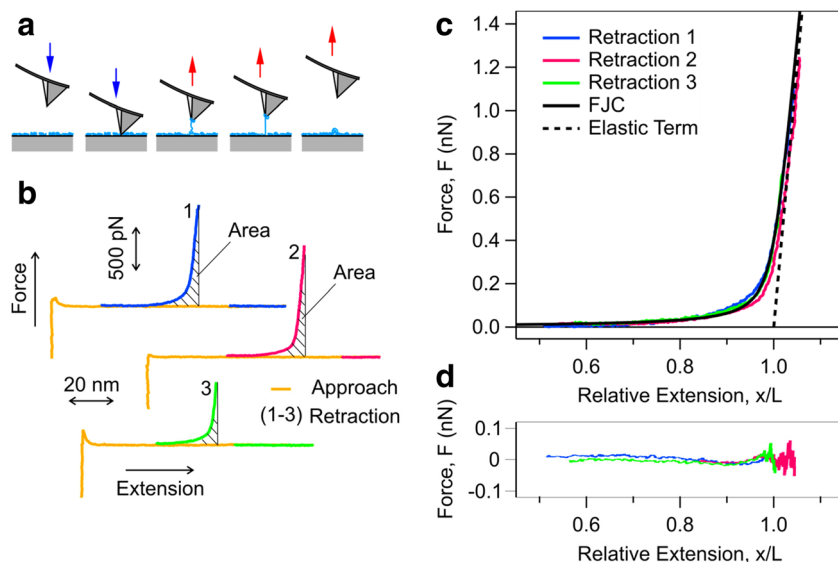 a
b
500 pN
Force
1
Area
2
Area
20 nm
3
Approach
(1-3) Retraction
Extension
c
Force, F (nN)
1.4
1.2
1.0
0.8
0.6
0.4
0.2
0.0
Retraction 1
Retraction 2
Retraction 3
FJC
Elastic Term
0.6 0.8 1.0
Relative Extension, x/L
d
Force, F (nN)
0.1
0
-0.1
0.6 0.8 1.0
Relative Extension, x/L